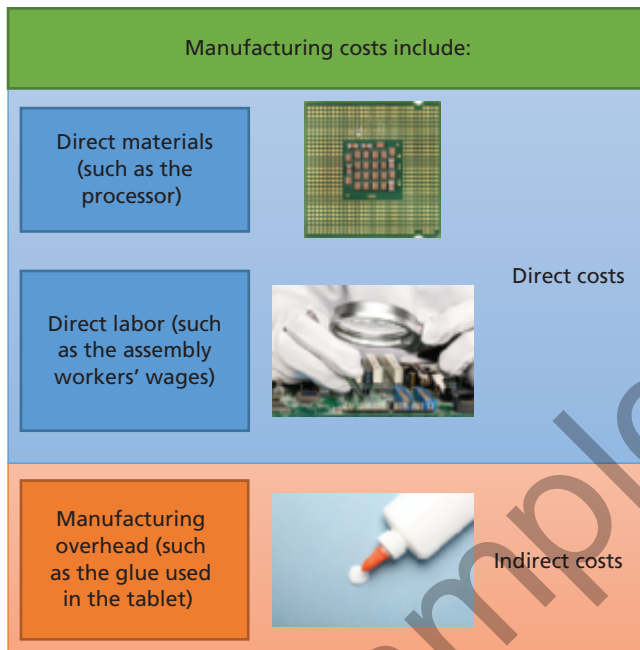 Manufacturing costs include:
Direct materials
(such as the
processor)
Direct labor (such
as the assembly
workers’ wages)
Direct costs
Manufacturing
overhead (such
as the glue used
in the tablet)
Indirect costs